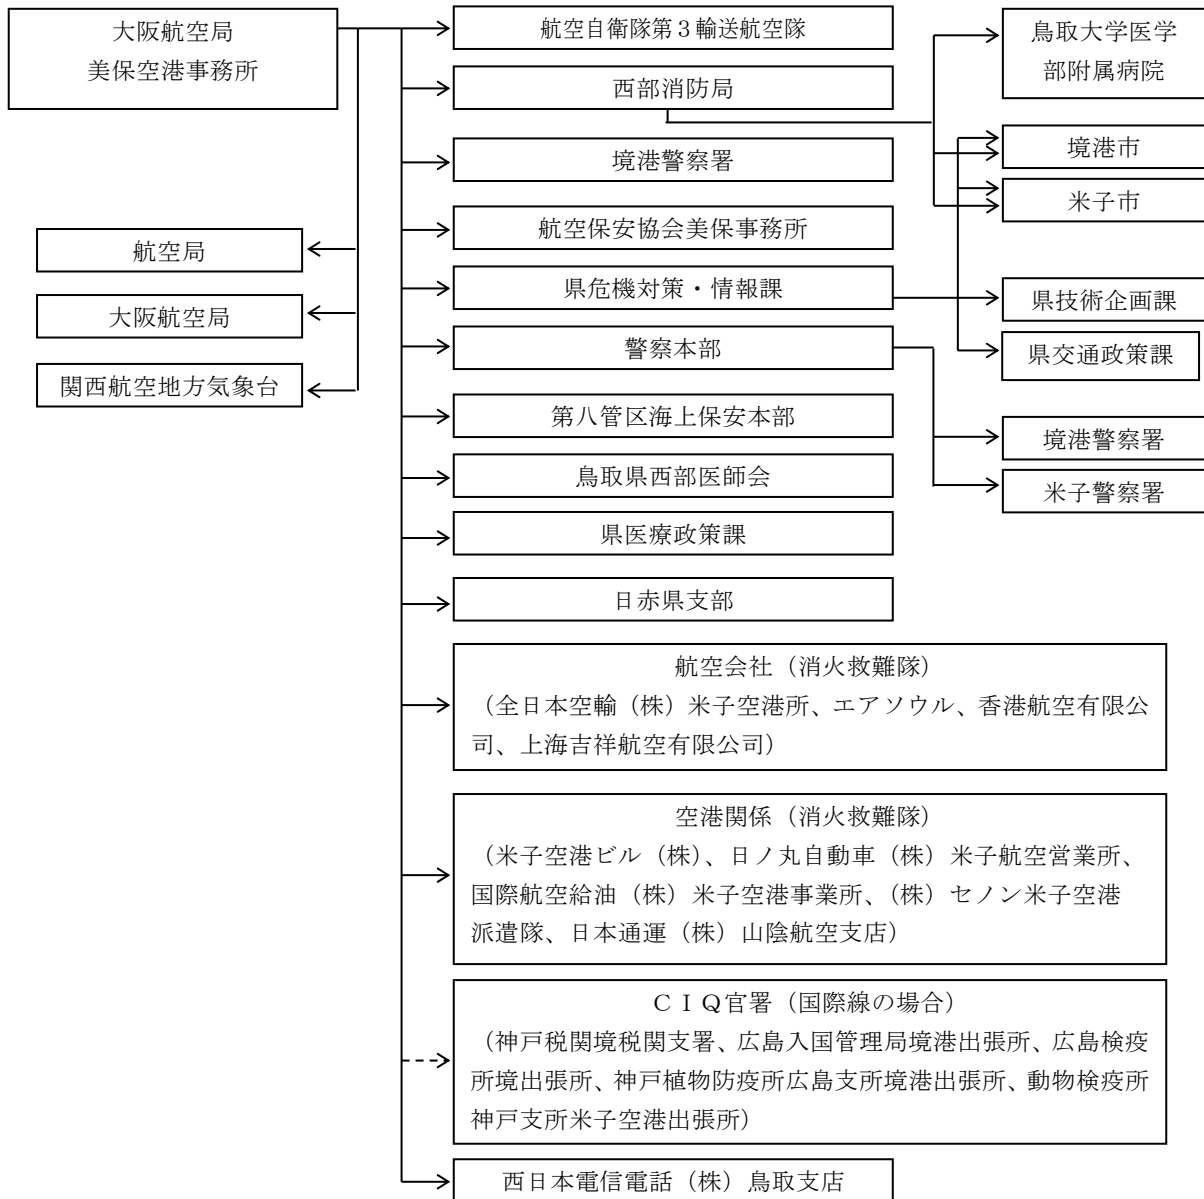 大阪航空局
美保空港事務所
航空局
大阪航空局
関西航空地方気象台
航空自衛隊第３輸送航空隊
西部消防局
境港警察署
航空保安協会美保事務所
県危機対策・情報課
警察本部
第八管区海上保安本部
鳥取県西部医師会
県医療政策課
日赤県支部
航空会社（消火救難隊）
（全日本空輸（株）米子空港所、エアソウル、香港航空有限公
司、上海吉祥航空有限公司）
空港関係（消火救難隊）
（米子空港ビル（株）、日ノ丸自動車（株）米子航空営業所、
国際航空給油（株）米子空港事業所、（株）セノン米子空港
派遣隊、日本通運（株）山陰航空支店）
ＣＩＱ官署（国際線の場合）
（神戸税関境税関支署、広島入国管理局境港出張所、広島検疫
所境出張所、神戸植物防疫所広島支所境港出張所、動物検疫所
神戸支所米子空港出張所）
西日本電信電話（株）鳥取支店
鳥取大学医学
部附属病院
境港市
米子市
県技術企画課
県交通政策課
境港警察署
米子警察署